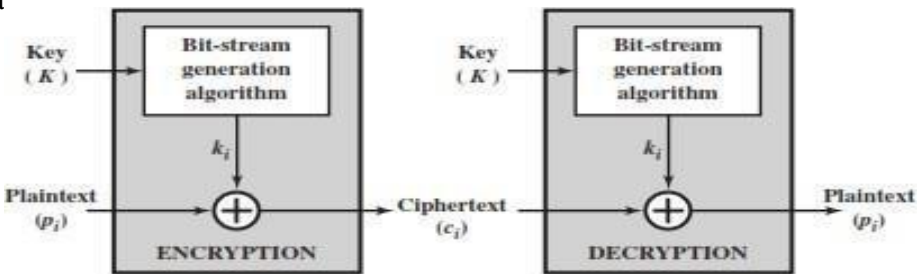 Key
( K )
Bit-stream
generation
algorithm
k_i
Plaintext
(p_i)
+
ENCRYPTION
Ciphertext
(c_i)
Key
( K )
Bit-stream
generation
algorithm
k_i
+
DECRYPTION
Plaintext
(p_i)